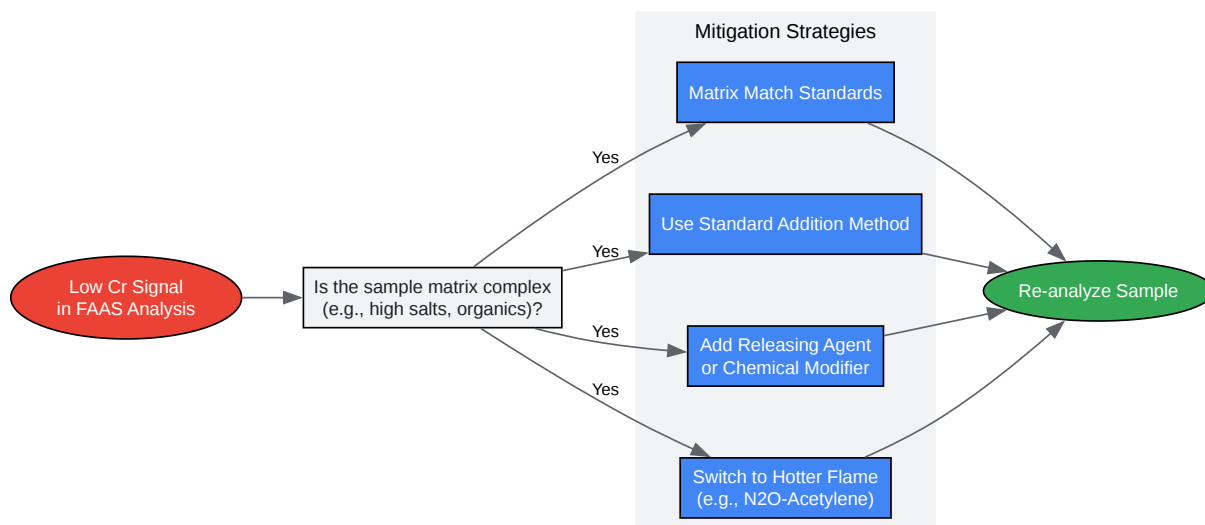 Mitigation Strategies
Matrix Match Standards
Yes
Use Standard Addition Method
Yes
Low Cr Signal
in FAAS Analysis
Is the sample matrix complex
(e.g., high salts, organics)?
Re-analyze Sample
Yes
Add Releasing Agent
or Chemical Modifier
Yes
Switch to Hotter Flame
(e.g., N2O-Acetylene)